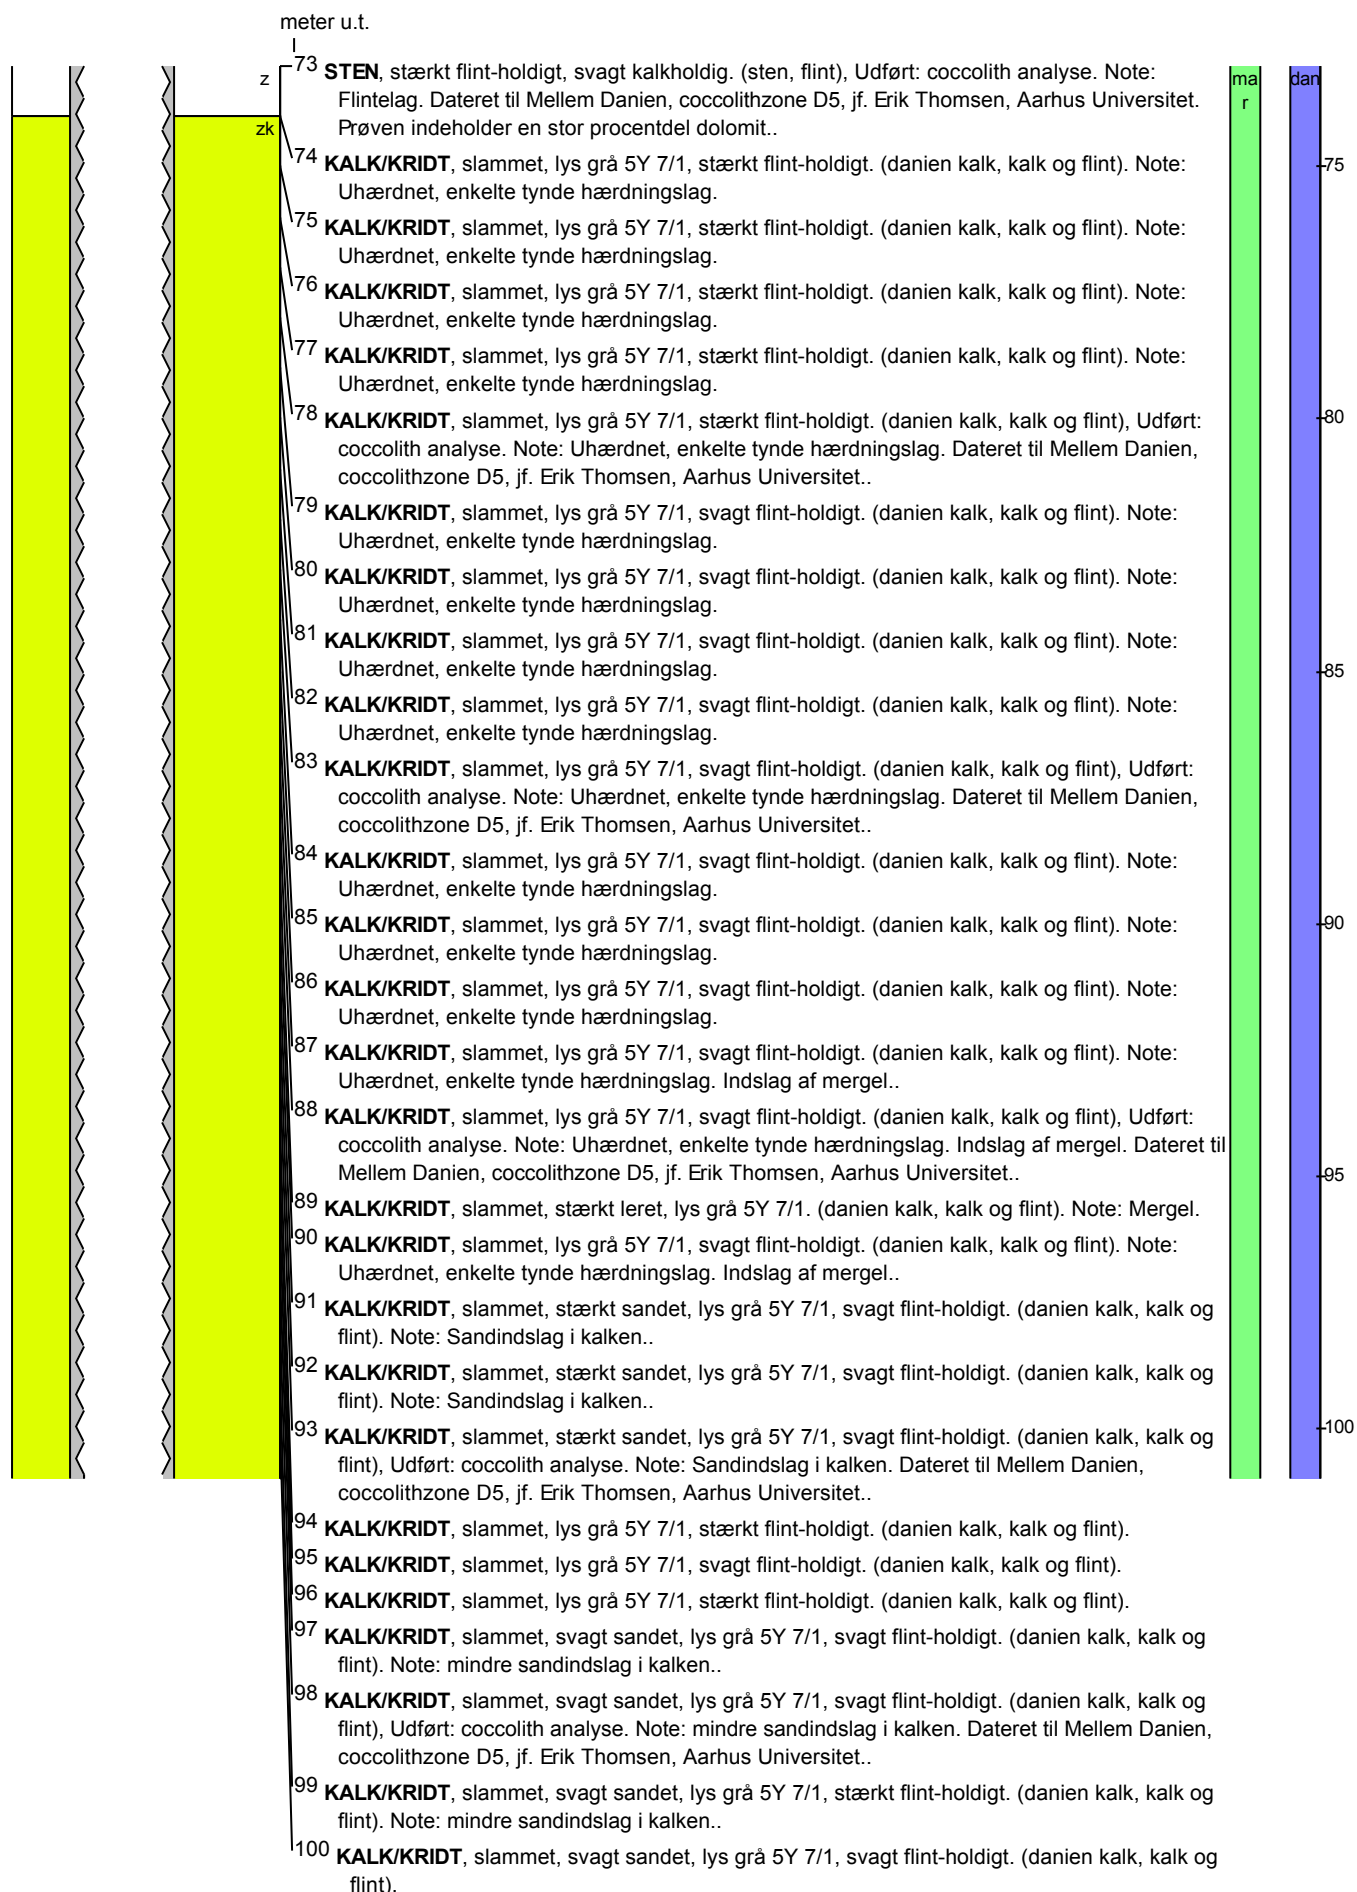 meter u.t.
z
73 STEN, stærkt flint-holdigt, svagt kalkholdig. (sten, flint), Udført: coccolith analyse. Note:
Flintelag. Dateret til Mellem Danien, coccolithzone D5, jf. Erik Thomsen, Aarhus Universitet.
Prøven indeholder en stor procentdel dolomit..
zk
74 KALK/KRIDT, slammet, lys grå 5Y 7/1, stærkt flint-holdigt. (danien kalk, kalk og flint). Note:
Uhærdnet, enkelte tynde hærdningslag.
75 KALK/KRIDT, slammet, lys grå 5Y 7/1, stærkt flint-holdigt. (danien kalk, kalk og flint). Note:
Uhærdnet, enkelte tynde hærdningslag.
76 KALK/KRIDT, slammet, lys grå 5Y 7/1, stærkt flint-holdigt. (danien kalk, kalk og flint). Note:
Uhærdnet, enkelte tynde hærdningslag.
77 KALK/KRIDT, slammet, lys grå 5Y 7/1, stærkt flint-holdigt. (danien kalk, kalk og flint). Note:
Uhærdnet, enkelte tynde hærdningslag.
78 KALK/KRIDT, slammet, lys grå 5Y 7/1, stærkt flint-holdigt. (danien kalk, kalk og flint), Udført:
coccolith analyse. Note: Uhærdnet, enkelte tynde hærdningslag. Dateret til Mellem Danien,
coccolithzone D5, jf. Erik Thomsen, Aarhus Universitet..
79 KALK/KRIDT, slammet, lys grå 5Y 7/1, svagt flint-holdigt. (danien kalk, kalk og flint). Note:
Uhærdnet, enkelte tynde hærdningslag.
80 KALK/KRIDT, slammet, lys grå 5Y 7/1, svagt flint-holdigt. (danien kalk, kalk og flint). Note:
Uhærdnet, enkelte tynde hærdningslag.
81 KALK/KRIDT, slammet, lys grå 5Y 7/1, svagt flint-holdigt. (danien kalk, kalk og flint). Note:
Uhærdnet, enkelte tynde hærdningslag.
82 KALK/KRIDT, slammet, lys grå 5Y 7/1, svagt flint-holdigt. (danien kalk, kalk og flint). Note:
Uhærdnet, enkelte tynde hærdningslag.
83 KALK/KRIDT, slammet, lys grå 5Y 7/1, svagt flint-holdigt. (danien kalk, kalk og flint), Udført:
coccolith analyse. Note: Uhærdnet, enkelte tynde hærdningslag. Dateret til Mellem Danien,
coccolithzone D5, jf. Erik Thomsen, Aarhus Universitet..
84 KALK/KRIDT, slammet, lys grå 5Y 7/1, svagt flint-holdigt. (danien kalk, kalk og flint). Note:
Uhærdnet, enkelte tynde hærdningslag.
85 KALK/KRIDT, slammet, lys grå 5Y 7/1, svagt flint-holdigt. (danien kalk, kalk og flint). Note:
Uhærdnet, enkelte tynde hærdningslag.
86 KALK/KRIDT, slammet, lys grå 5Y 7/1, svagt flint-holdigt. (danien kalk, kalk og flint). Note:
Uhærdnet, enkelte tynde hærdningslag.
87 KALK/KRIDT, slammet, lys grå 5Y 7/1, svagt flint-holdigt. (danien kalk, kalk og flint). Note:
Uhærdnet, enkelte tynde hærdningslag. Indslag af mergel..
88 KALK/KRIDT, slammet, lys grå 5Y 7/1, svagt flint-holdigt. (danien kalk, kalk og flint), Udført:
coccolith analyse. Note: Uhærdnet, enkelte tynde hærdningslag. Indslag af mergel. Dateret til
Mellem Danien, coccolithzone D5, jf. Erik Thomsen, Aarhus Universitet..
89 KALK/KRIDT, slammet, stærkt leret, lys grå 5Y 7/1. (danien kalk, kalk og flint). Note: Mergel.
90 KALK/KRIDT, slammet, lys grå 5Y 7/1, svagt flint-holdigt. (danien kalk, kalk og flint). Note:
Uhærdnet, enkelte tynde hærdningslag. Indslag af mergel..
91 KALK/KRIDT, slammet, stærkt sandet, lys grå 5Y 7/1, svagt flint-holdigt. (danien kalk, kalk og
flint). Note: Sandindslag i kalken..
92 KALK/KRIDT, slammet, stærkt sandet, lys grå 5Y 7/1, svagt flint-holdigt. (danien kalk, kalk og
flint). Note: Sandindslag i kalken..
93 KALK/KRIDT, slammet, stærkt sandet, lys grå 5Y 7/1, svagt flint-holdigt. (danien kalk, kalk og
flint), Udført: coccolith analyse. Note: Sandindslag i kalken. Dateret til Mellem Danien,
coccolithzone D5, jf. Erik Thomsen, Aarhus Universitet..
94 KALK/KRIDT, slammet, lys grå 5Y 7/1, stærkt flint-holdigt. (danien kalk, kalk og flint).
95 KALK/KRIDT, slammet, lys grå 5Y 7/1, svagt flint-holdigt. (danien kalk, kalk og flint).
96 KALK/KRIDT, slammet, lys grå 5Y 7/1, stærkt flint-holdigt. (danien kalk, kalk og flint).
97 KALK/KRIDT, slammet, svagt sandet, lys grå 5Y 7/1, svagt flint-holdigt. (danien kalk, kalk og
flint). Note: mindre sandindslag i kalken..
98 KALK/KRIDT, slammet, svagt sandet, lys grå 5Y 7/1, svagt flint-holdigt. (danien kalk, kalk og
flint), Udført: coccolith analyse. Note: mindre sandindslag i kalken. Dateret til Mellem Danien,
coccolithzone D5, jf. Erik Thomsen, Aarhus Universitet..
99 KALK/KRIDT, slammet, svagt sandet, lys grå 5Y 7/1, stærkt flint-holdigt. (danien kalk, kalk og
flint). Note: mindre sandindslag i kalken..
100 KALK/KRIDT, slammet, svagt sandet, lys grå 5Y 7/1, svagt flint-holdigt. (danien kalk, kalk og
flint).
ma
r
dan
75
80
85
90
95
100